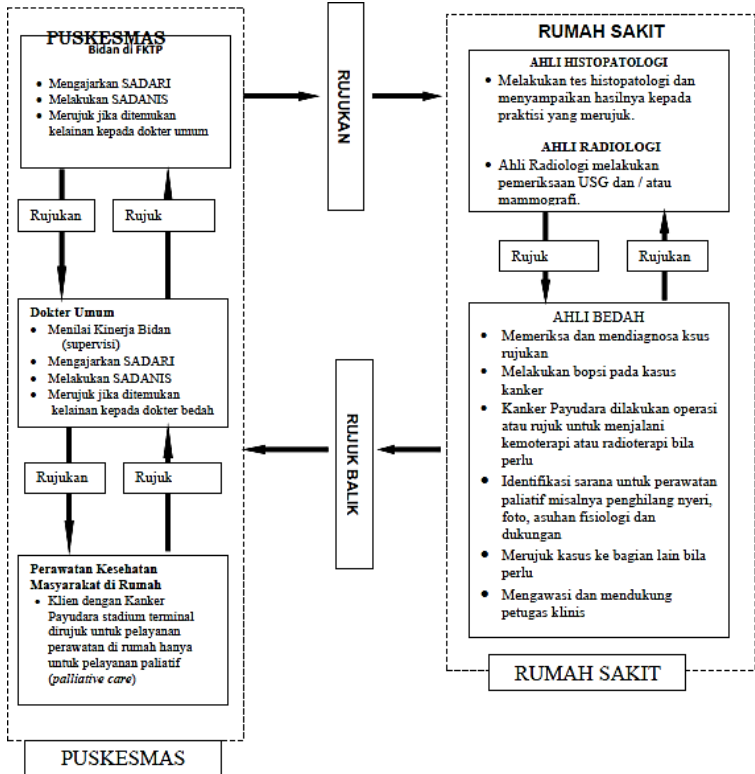 PUSKESMAS
Bidan di FKTP
• Mengajarkan SADARI
• Melakukan SADANIS
• Merujuk jika ditemukan
kelainan kepada dokter umum
Rujukan
Rujuk
Dokter Umum
• Menilai Kinerja Bidan
(supervisi)
• Mengajarkan SADARI
• Melakukan SADANIS
• Merujuk jika ditemukan
kelainan kepada dokter bedah
Rujukan
Rujuk
Perawatan Kesehatan
Masyarakat di Rumah
• Klien dengan Kanker
Payudara stadium terminal
dirujuk untuk pelayanan
perawatan di rumah hanya
untuk pelayanan paliatif
(palliative care)
PUSKESMAS
RUJUKAN
RUJUK BALIK
RUMAH SAKIT
AHLI HISTOPATOLOGI
• Melakukan tes histopatologi dan
menyampaikan hasilnya kepada
praktisi yang merujuk.
AHLI RADIOLOGI
• Ahli Radiologi melakukan
pemeriksaan USG dan / atau
mammografi.
Rujuk
Rujukan
AHLI BEDAH
• Memeriksa dan mendiagnosa ksus
rujukan
• Melakukan bopsi pada kasus
kanker
• Kanker Payudara dilakukan operasi
atau rujuk untuk menjalani
kemoterapi atau radioterapi bila
perlu
• Identifikasi sarana untuk perawatan
paliatif misalnya penghilang nyeri,
foto, asuhan fisiologi dan
dukungan
• Merujuk kasus ke bagian lain bila
perlu
• Mengawasi dan mendukung
petugas klinis
RUMAH SAKIT